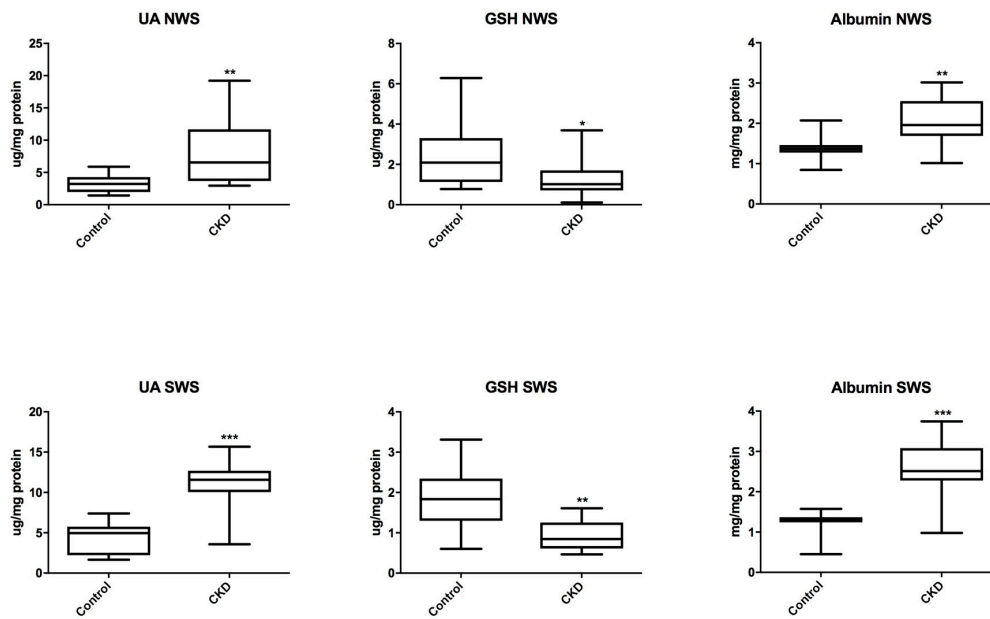 UA NWS
ug/mg protein
25
20
15
10
5
0
**
Control
CKD
GSH NWS
ug/mg protein
8
6
4
2
0
*
Control
CKD
Albumin NWS
mg/mg protein
4
3
2
1
0
**
Control
CKD
UA SWS
ug/mg protein
20
15
10
5
0
***
Control
CKD
GSH SWS
ug/mg protein
4
3
2
1
0
**
Control
CKD
Albumin SWS
mg/mg protein
4
3
2
1
0
***
Control
CKD